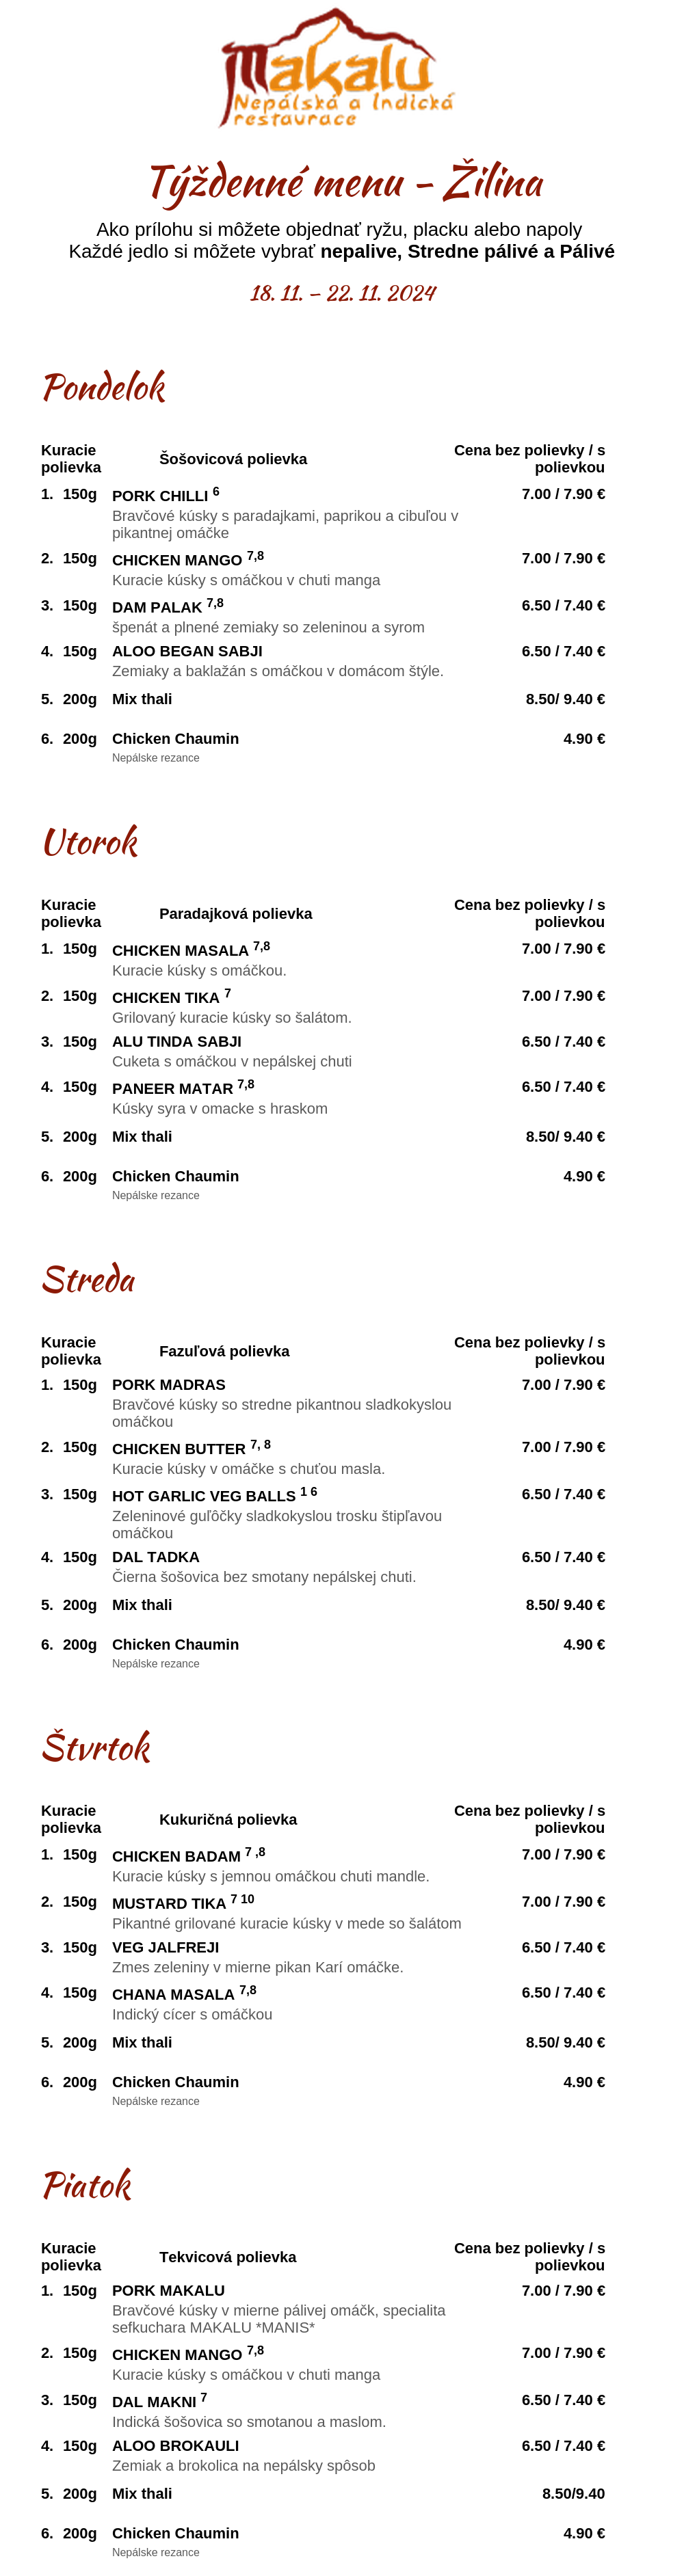 Makalu
Nepálská a Indická
restaurace
Týždenné menu - Žilina
Ako prílohu si môžete objednať ryžu, placku alebo napoly
Každé jedlo si môžete vybrať nepalive, Stredne pálivé a Pálivé
18. 11. – 22. 11. 2024
Pondelok
Kuracie polievka Šošovicová polievka Cena bez polievky / s polievkou
1. 150g PORK CHILLI 6 7.00 / 7.90 €
Bravčové kúsky s paradajkami, paprikou a cibuľou v
pikantnej omáčke
2. 150g CHICKEN MANGO 7,8 7.00 / 7.90 €
Kuracie kúsky s omáčkou v chuti manga
3. 150g DAM PALAK 7,8 6.50 / 7.40 €
špenát a plnené zemiaky so zeleninou a syrom
4. 150g ALOO BEGAN SABJI 6.50 / 7.40 €
Zemiaky a baklažán s omáčkou v domácom štýle.
5. 200g Mix thali 8.50/ 9.40 €
6. 200g Chicken Chaumin 4.90 €
Nepálske rezance
Utorok
Kuracie polievka Paradajková polievka Cena bez polievky / s polievkou
1. 150g CHICKEN MASALA 7,8 7.00 / 7.90 €
Kuracie kúsky s omáčkou.
2. 150g CHICKEN TIKA 7 7.00 / 7.90 €
Grilovaný kuracie kúsky so šalátom.
3. 150g ALU TINDA SABJI 6.50 / 7.40 €
Cuketa s omáčkou v nepálskej chuti
4. 150g PANEER MATAR 7,8 6.50 / 7.40 €
Kúsky syra v omacke s hraskom
5. 200g Mix thali 8.50/ 9.40 €
6. 200g Chicken Chaumin 4.90 €
Nepálske rezance
Streda
Kuracie polievka Fazuľová polievka Cena bez polievky / s polievkou
1. 150g PORK MADRAS 7.00 / 7.90 €
Bravčové kúsky so stredne pikantnou sladkokyslou
omáčkou
2. 150g CHICKEN BUTTER 7, 8 7.00 / 7.90 €
Kuracie kúsky v omáčke s chuťou masla.
3. 150g HOT GARLIC VEG BALLS 1 6 6.50 / 7.40 €
Zeleninové guľôčky sladkokyslou trosku štipľavou
omáčkou
4. 150g DAL TADKA 6.50 / 7.40 €
Čierna šošovica bez smotany nepálskej chuti.
5. 200g Mix thali 8.50/ 9.40 €
6. 200g Chicken Chaumin 4.90 €
Nepálske rezance
Štvrtok
Kuracie polievka Kukuričná polievka Cena bez polievky / s polievkou
1. 150g CHICKEN BADAM 7 ,8 7.00 / 7.90 €
Kuracie kúsky s jemnou omáčkou chuti mandle.
2. 150g MUSTARD TIKA 7 10 7.00 / 7.90 €
Pikantné grilované kuracie kúsky v mede so šalátom
3. 150g VEG JALFREJI 6.50 / 7.40 €
Zmes zeleniny v mierne pikan Karí omáčke.
4. 150g CHANA MASALA 7,8 6.50 / 7.40 €
Indický cícer s omáčkou
5. 200g Mix thali 8.50/ 9.40 €
6. 200g Chicken Chaumin 4.90 €
Nepálske rezance
Piatok
Kuracie polievka Tekvicová polievka Cena bez polievky / s polievkou
1. 150g PORK MAKALU 7.00 / 7.90 €
Bravčové kúsky v mierne pálivej omáčk, specialita
sefkuchara MAKALU *MANIS*
2. 150g CHICKEN MANGO 7,8 7.00 / 7.90 €
Kuracie kúsky s omáčkou v chuti manga
3. 150g DAL MAKNI 7 6.50 / 7.40 €
Indická šošovica so smotanou a maslom.
4. 150g ALOO BROKAULI 6.50 / 7.40 €
Zemiak a brokolica na nepálsky spôsob
5. 200g Mix thali 8.50/9.40
6. 200g Chicken Chaumin 4.90 €
Nepálske rezance